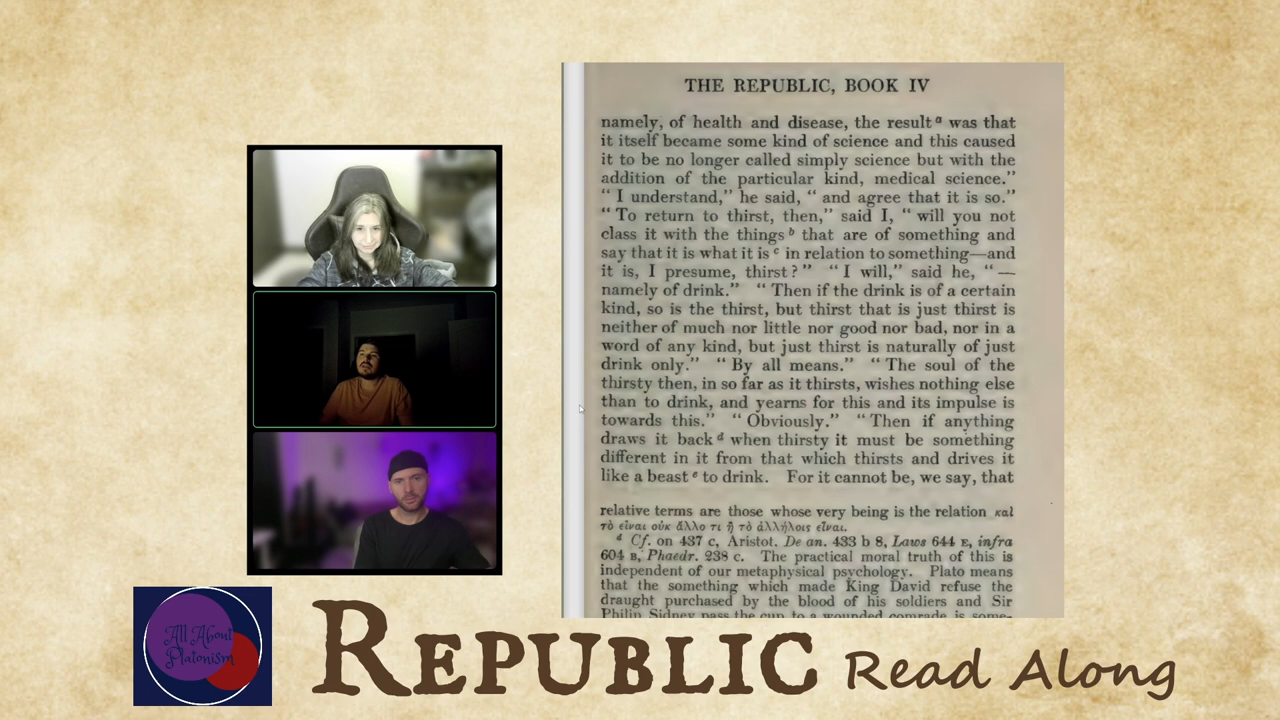 THE REPUBLIC, BOOK IV
namely, of health and disease, the result ᵃ was that
it itself became some kind of science and this caused
it to be no longer called simply science but with the
addition of the particular kind, medical science.”
“ I understand,” he said, “ and agree that it is so.”
“ To return to thirst, then,” said I, “ will you not
class it with the things ᵇ that are of something and
say that it is what it is ᶜ in relation to something—and
it is, I presume, thirst ? ” “ I will,” said he, “ —
namely of drink.” “ Then if the drink is of a certain
kind, so is the thirst, but thirst that is just thirst is
neither of much nor little nor good nor bad, nor in a
word of any kind, but just thirst is naturally of just
drink only.” “ By all means.” “ The soul of the
thirsty then, in so far as it thirsts, wishes nothing else
than to drink, and yearns for this and its impulse is
towards this.” “ Obviously.” “ Then if anything
draws it back ᵈ when thirsty it must be something
different in it from that which thirsts and drives it
like a beast ᵉ to drink. For it cannot be, we say, that
relative terms are those whose very being is the relation καὶ
τὸ εἶναι οὐκ ἄλλο τι ἢ τὸ ἀλλήλοις εἶναι.
ᵈ Cf. on 437 c, Aristot. De an. 433 b 8, Laws 644 E, infra
604 B, Phaedr. 238 c. The practical moral truth of this is
independent of our metaphysical psychology. Plato means
that the something which made King David refuse the
draught purchased by the blood of his soldiers and Sir
Philip Sidney pass the cup to a wounded comrade is some-
All About
Platonism
REPUBLIC Read Along